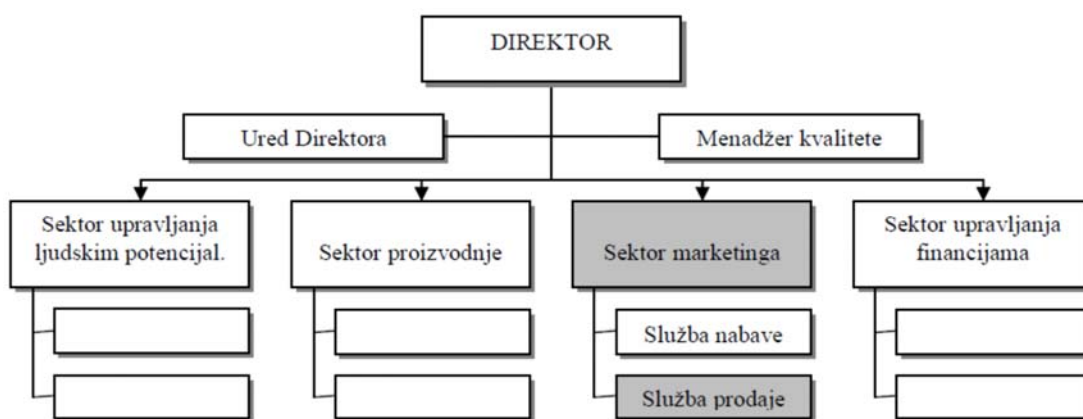 DIREKTOR
Ured Direktora
Menadžer kvalitete
Sektor upravljanja
ljudskim potencijal.
Sektor proizvodnje
Sektor marketinga
Sektor upravljanja
financijama
Služba nabave
Služba prodaje